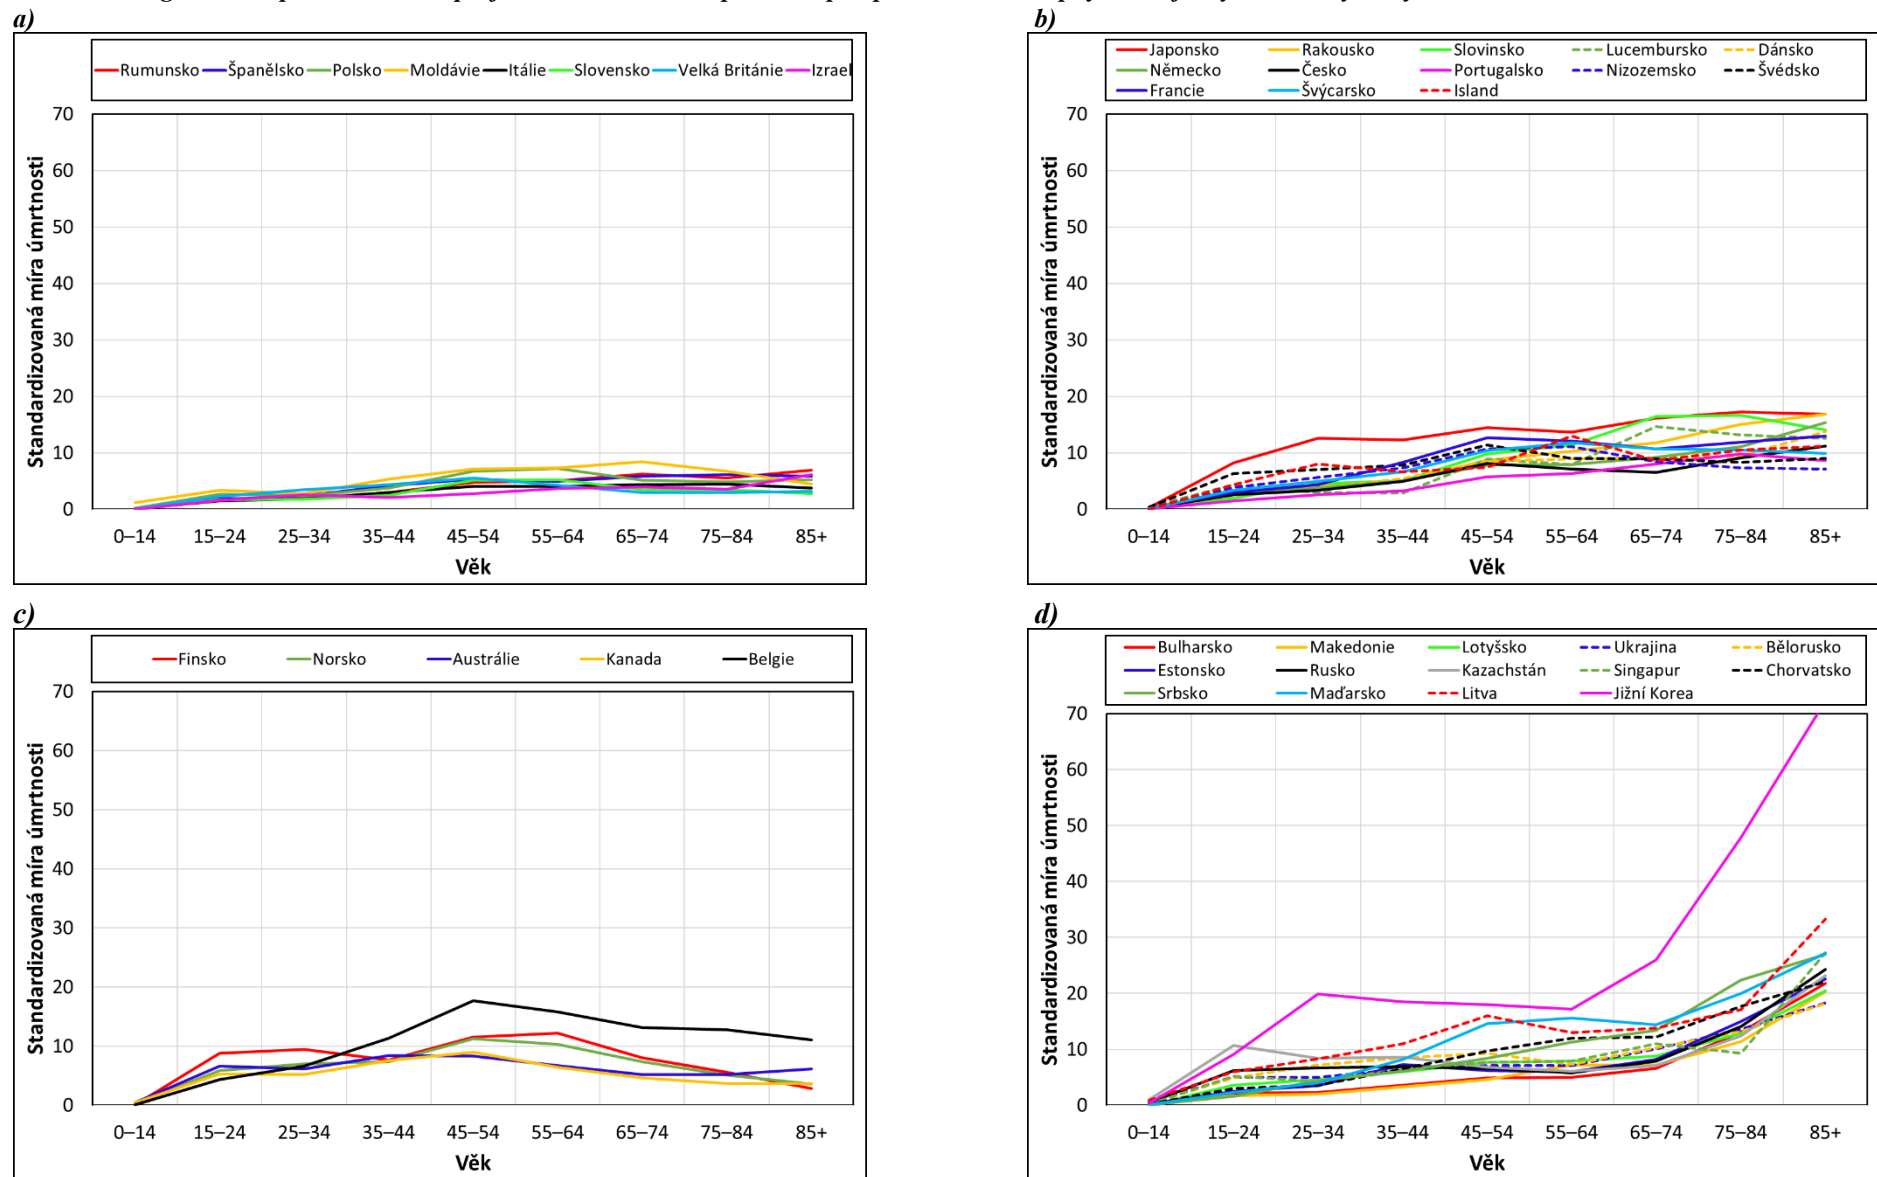 a)
Rumunsko Španělsko Polsko Moldávie Itálie Slovensko Velká Británie Izrael
Standardizovaná míra úmrtnosti
70
60
50
40
30
20
10
0
0–14 15–24 25–34 35–44 45–54 55–64 65–74 75–84 85+
Věk
b)
Japonsko Rakousko Slovinsko Lucembursko Dánsko
Německo Česko Portugalsko Nizozemsko Švédsko
Francie Švýcarsko Island
Standardizovaná míra úmrtnosti
70
60
50
40
30
20
10
0
0–14 15–24 25–34 35–44 45–54 55–64 65–74 75–84 85+
Věk
c)
Finsko Norsko Austrálie Kanada Belgie
Standardizovaná míra úmrtnosti
70
60
50
40
30
20
10
0
0–14 15–24 25–34 35–44 45–54 55–64 65–74 75–84 85+
Věk
d)
Bulharsko Makedonie Lotyšsko Ukrajina Bělorusko
Estonsko Rusko Kazachstán Singapur Chorvatsko
Srbsko Maďarsko Litva Jižní Korea
Standardizovaná míra úmrtnosti
70
60
50
40
30
20
10
0
0–14 15–24 25–34 35–44 45–54 55–64 65–74 75–84 85+
Věk